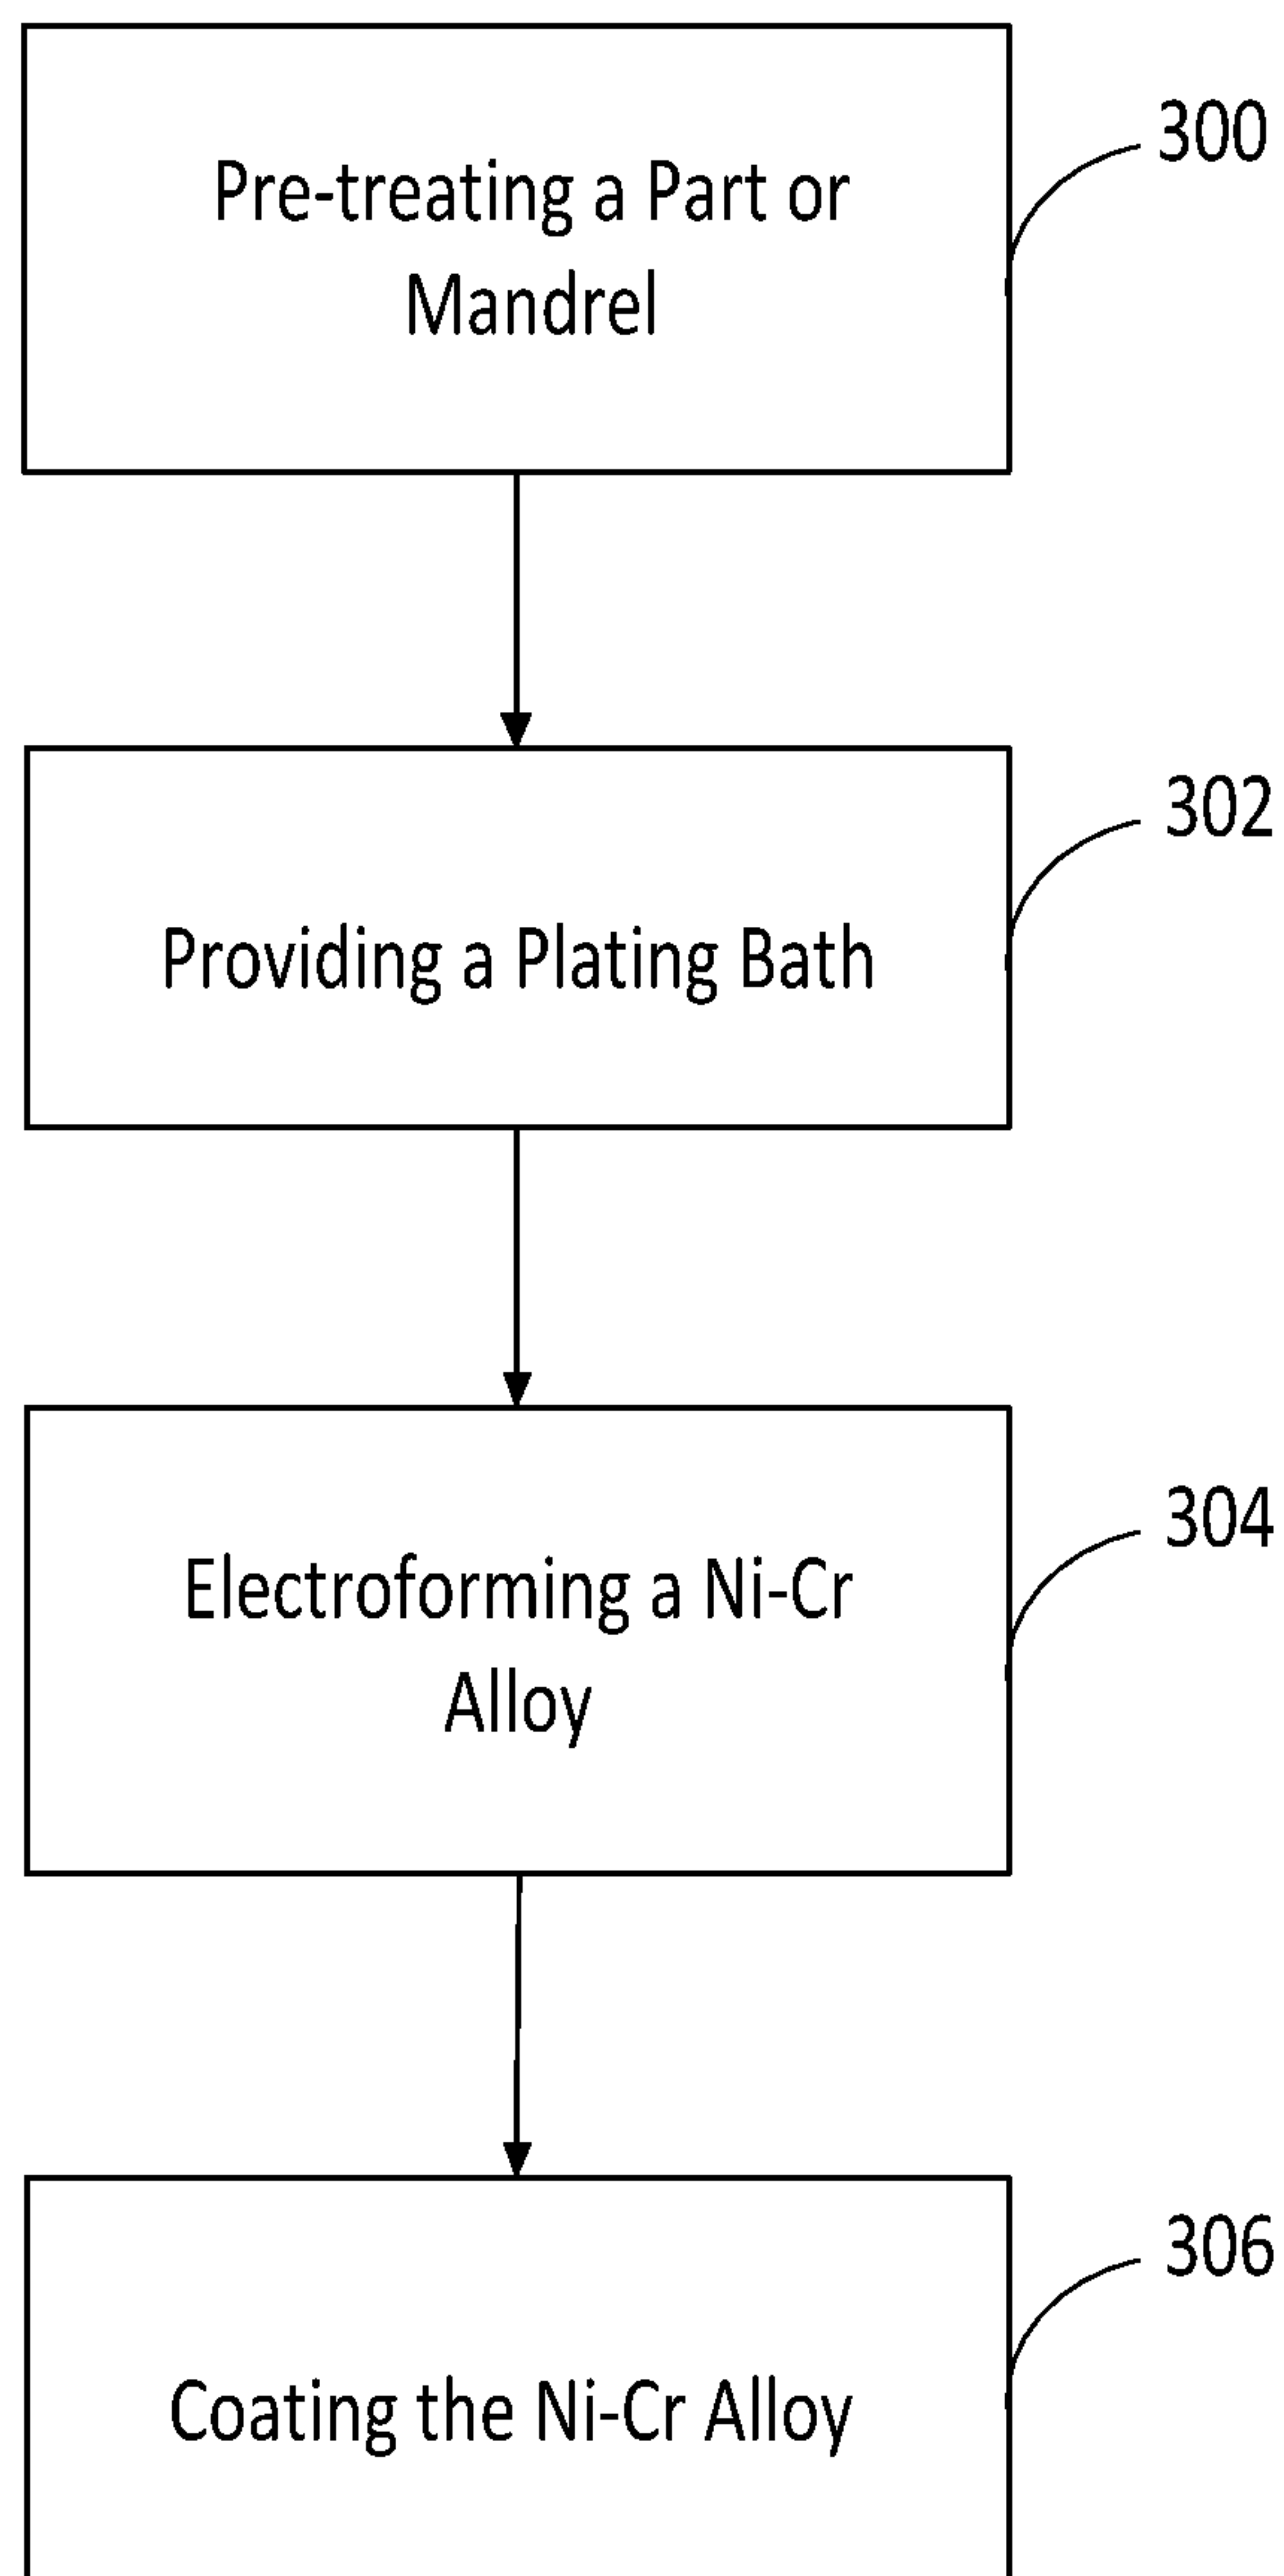 300
Pre-treating a Part or
Mandrel
302
Providing a Plating Bath
304
Electroforming a Ni-Cr
Alloy
306
Coating the Ni-Cr Alloy